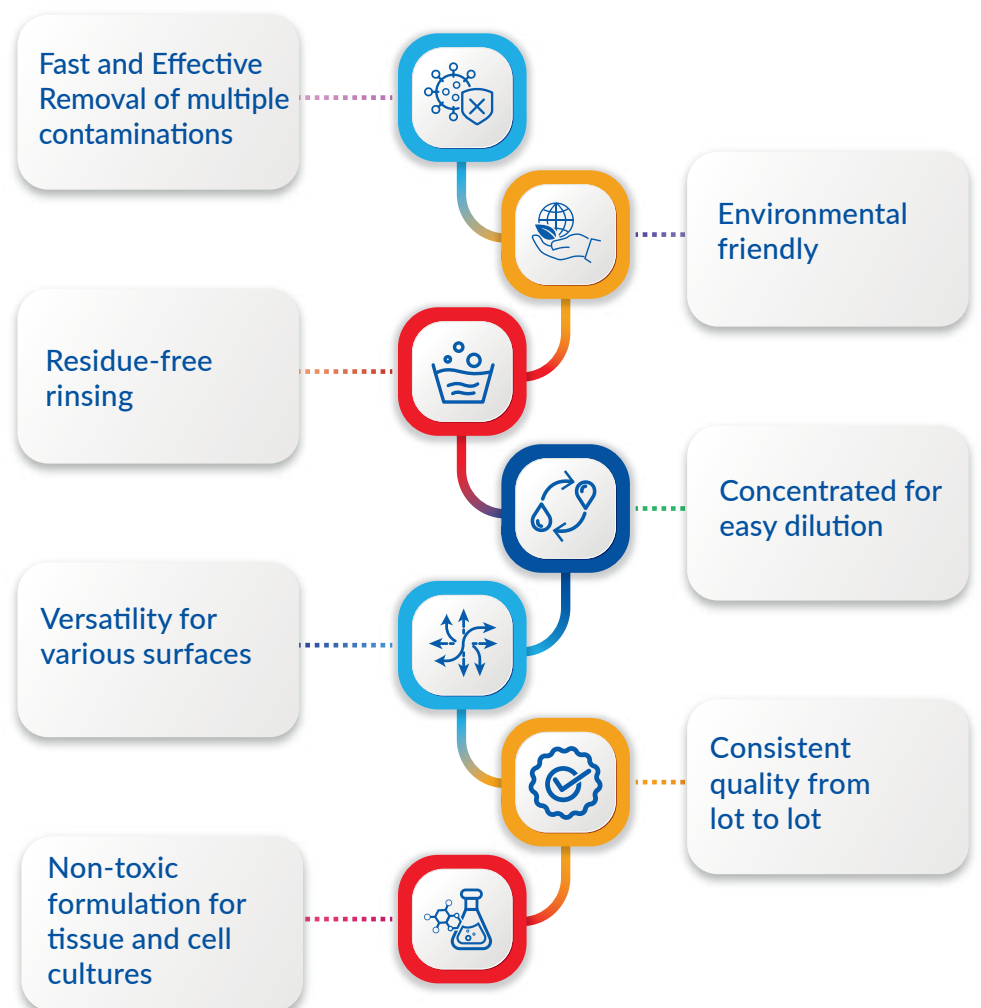 Fast and Effective
Removal of multiple
contaminations
Environmental
friendly
Residue-free
rinsing
Concentrated for
easy dilution
Versatility for
various surfaces
Consistent
quality from
lot to lot
Non-toxic
formulation for
tissue and cell
cultures